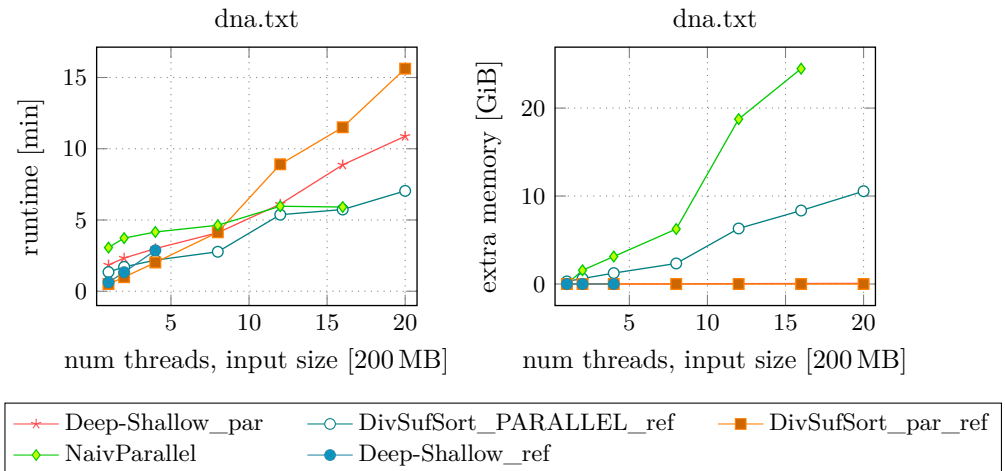 dna.txt
dna.txt
runtime [min]
15
10
5
0
5
10
15
20
num threads, input size [200 MB]
extra memory [GiB]
20
10
0
5
10
15
20
num threads, input size [200 MB]
Deep-Shallow_par
DivSufSort_PARALLEL_ref
DivSufSort_par_ref
NaivParallel
Deep-Shallow_ref